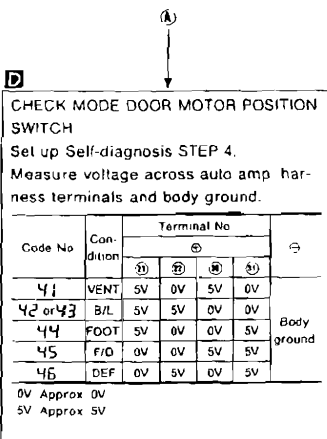 A
D
CHECK MODE DOOR MOTOR POSITION
SWITCH
Set up Self-diagnosis STEP 4.
Measure voltage across auto amp har-
ness terminals and body ground.
Code No Con- Terminal No
dition ⊕ ⊖
21 22 31
41 VENT 5V 0V 5V 0V Body
42 or 43 B/L 5V 5V 0V 0V ground
44 FOOT 5V 0V 0V 5V
45 F/D 0V 0V 5V 5V
46 DEF 0V 5V 0V 5V
0V Approx 0V
5V Approx 5V